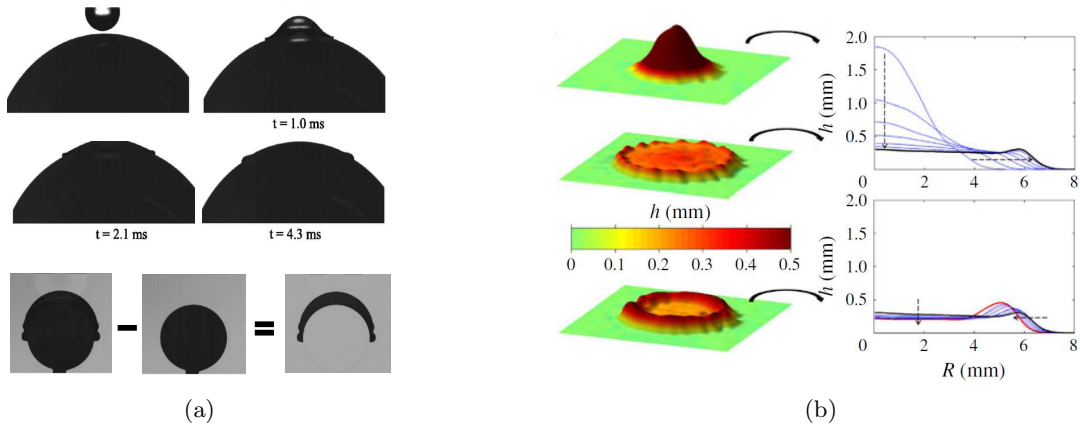 t = 1.0 ms
t = 2.1 ms
t = 4.3 ms
(a)
h (mm)
0 0.1 0.2 0.3 0.4 0.5
2.0
1.5
1.0
0.5
h (mm)
0 2 4 6 8
2.0
1.5
1.0
0.5
h (mm)
0 2 4 6 8
R (mm)
(b)